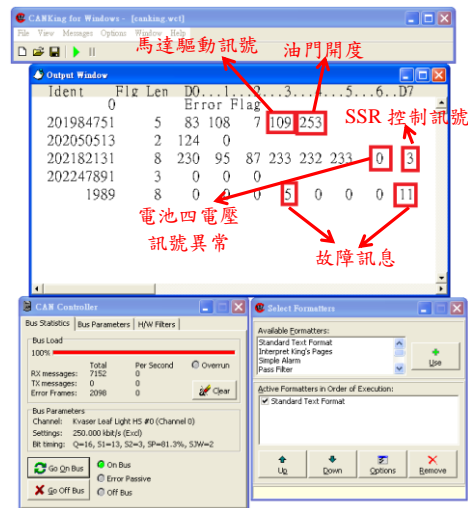 CANKing for Windows - [canking.wcf]
File View Messages Options Window Help
馬達驅動訊號 油門開度
Output Window
Ident Flg Len D0...1...2...3...4...5...6..D7
0 Error Flag
201984751 5 83 108 7 109 253
SSR 控制訊號
202050513 2 124 0
202182131 8 230 95 87 233 232 233 0 3
202247891 3 0 0 0
1989 8 0 0 0 5 0 0 0 11
電池四電壓
訊號異常
故障訊息
CAN Controller
Bus Statistics Bus Parameters H/W Filters
Bus Load
100%
Total Per Second Overrun
RX messages: 7152 0
TX messages: 0 0
Error Frames: 2098 0
Clear
Bus Parameters
Channel: Kvaser Leaf Light HS #0 (Channel 0)
Settings: 250.000 kbit/s (Excl)
Bit timing: Q=16, S1=13, S2=3, SP=81.3%, SJW=2
Go On Bus
On Bus
Error Passive
Go Off Bus
Off Bus
Select Formatters
Available Formatters:
Standard Text Format
Interpret King's Pages
Simple Alarm
Pass Filter
Use
Active Formatters in Order of Execution:
Standard Text Format
Up Down Options Remove